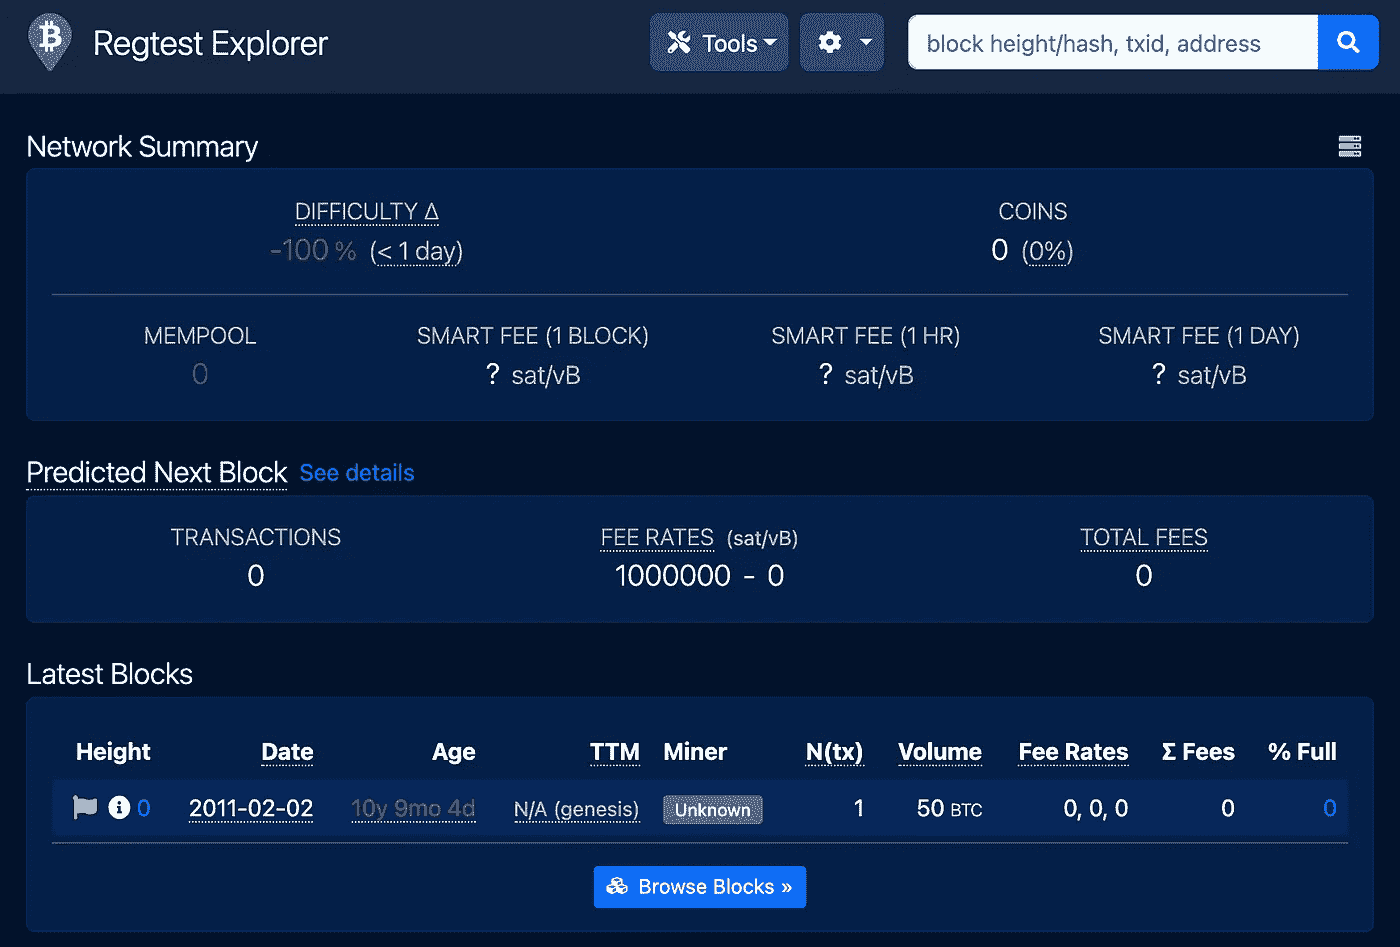 Regtest Explorer Tools block height/hash, txid, address
Network Summary
DIFFICULTY Δ COINS
-100 % (< 1 day) 0 (0%)
MEMPOOL SMART FEE (1 BLOCK) SMART FEE (1 HR) SMART FEE (1 DAY)
0 ? sat/vB ? sat/vB ? sat/vB
Predicted Next Block See details
TRANSACTIONS FEE RATES (sat/vB) TOTAL FEES
0 1000000 - 0 0
Latest Blocks
Height Date Age TTM Miner N(tx) Volume Fee Rates Σ Fees % Full
0 2011-02-02 10y 9mo 4d N/A (genesis) Unknown 1 50 BTC 0, 0, 0 0 0
Browse Blocks »